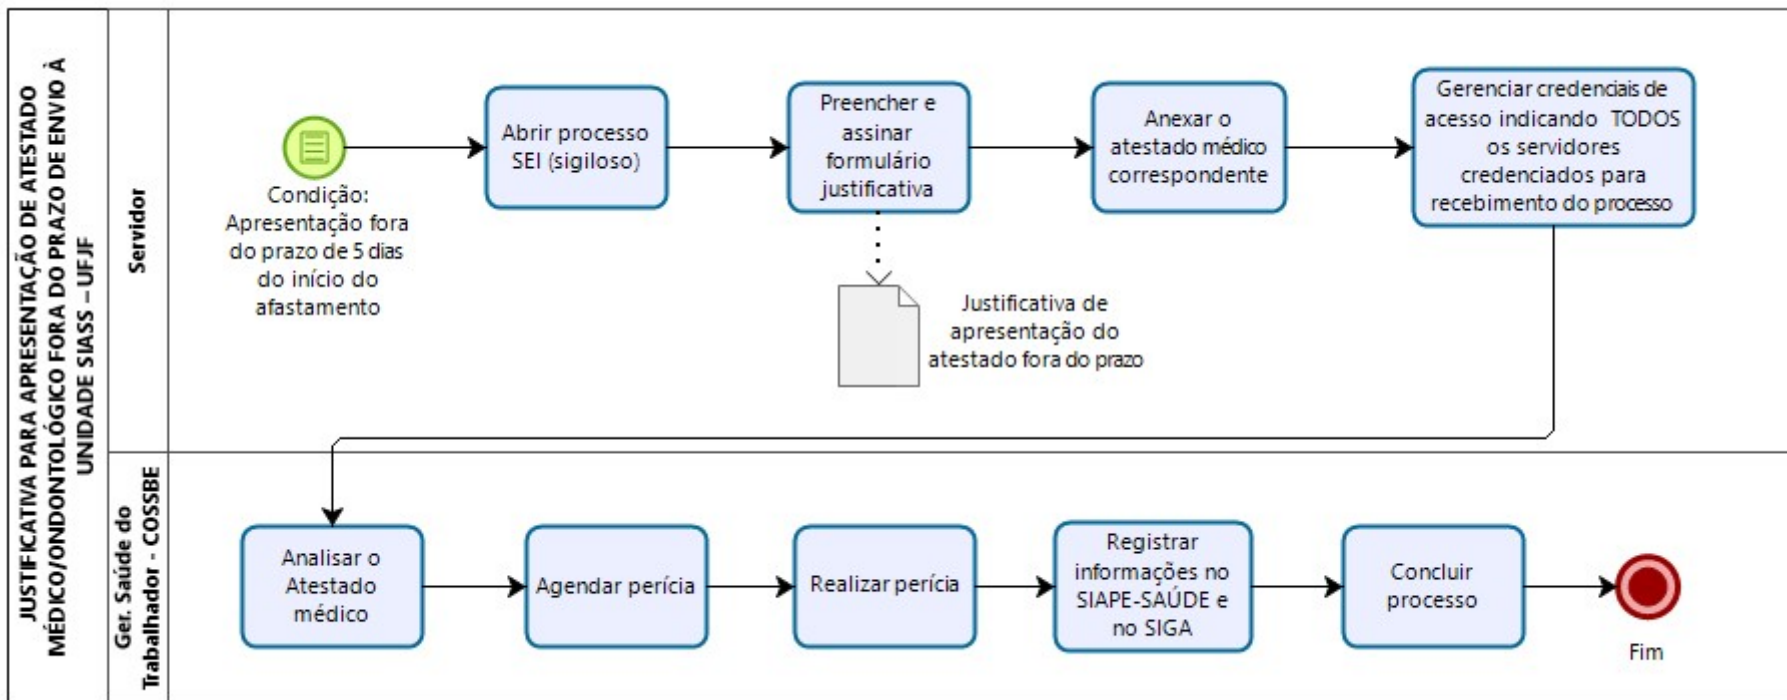 JUSTIFICATIVA PARA APRESENTAÇÃO DE ATESTADO
MÉDICO/ONDONTOLÓGICO FORA DO PRAZO DE ENVIO À
UNIDADE SIASS – UFJF
Servidor
Condição:
Apresentação fora
do prazo de 5 dias
do início do
afastamento
Abrir processo
SEI (sigiloso)
Preencher e
assinar
formulário
justificativa
Justificativa de
apresentação do
atestado fora do prazo
Anexar o
atestado médico
correspondente
Gerenciar credenciais de
acesso indicando TODOS
os servidores
credenciados para
recebimento do processo
Ger. Saúde do
Trabalhador - COSSBE
Analisar o
Atestado
médico
Agendar perícia
Realizar perícia
Registrar
informações no
SIAPE-SAÚDE e
no SIGA
Concluir
processo
Fim